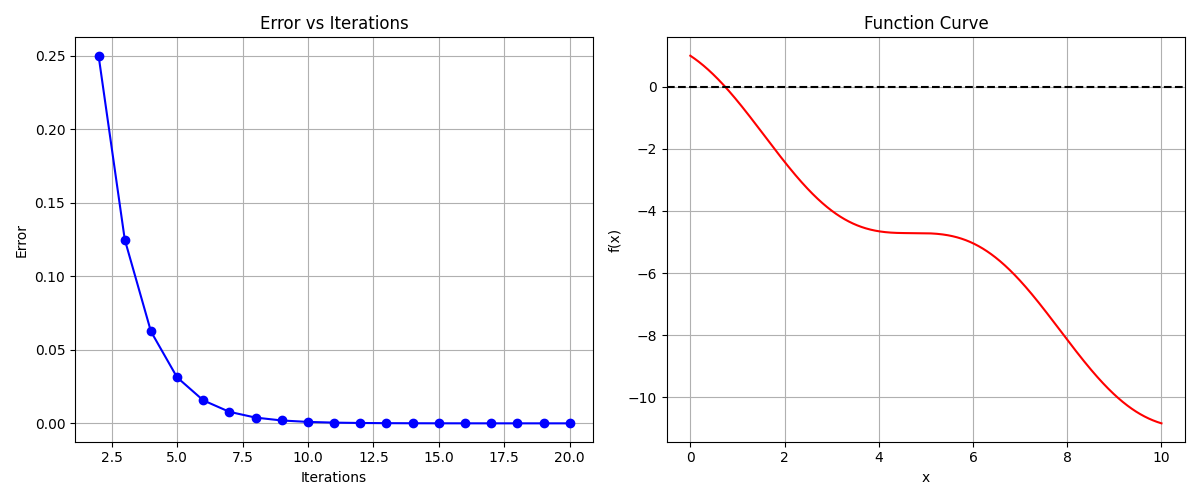 Error vs Iterations
0.25
0.20
0.15
0.10
0.05
0.00
Error
2.5 5.0 7.5 10.0 12.5 15.0 17.5 20.0
Iterations
Function Curve
0
−2
−4
−6
−8
−10
f(x)
0 2 4 6 8 10
x